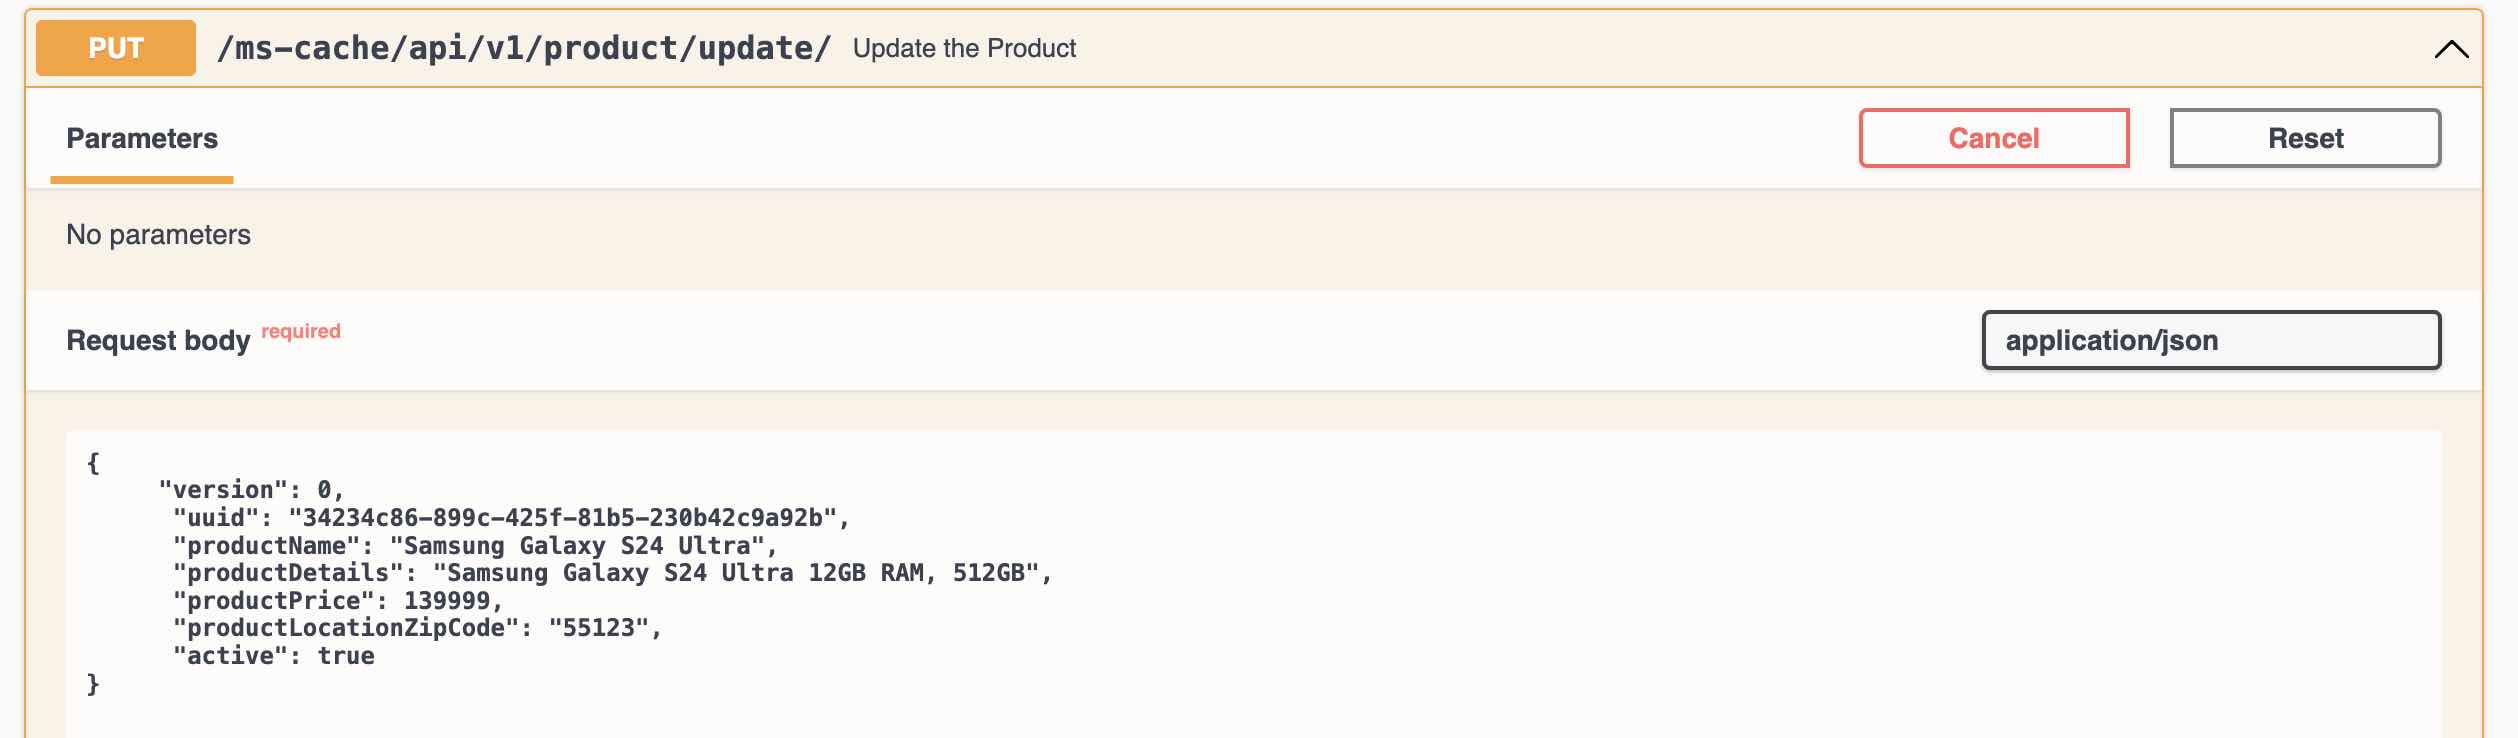 PUT /ms-cache/api/v1/product/update/ Update the Product
Parameters
Cancel
Reset
No parameters
Request body required
application/json
{
"version": 0,
"uuid": "34234c86-899c-425f-81b5-230b42c9a92b",
"productName": "Samsung Galaxy S24 Ultra",
"productDetails": "Samsung Galaxy S24 Ultra 12GB RAM, 512GB",
"productPrice": 139999,
"productLocationZipCode": "55123",
"active": true
}